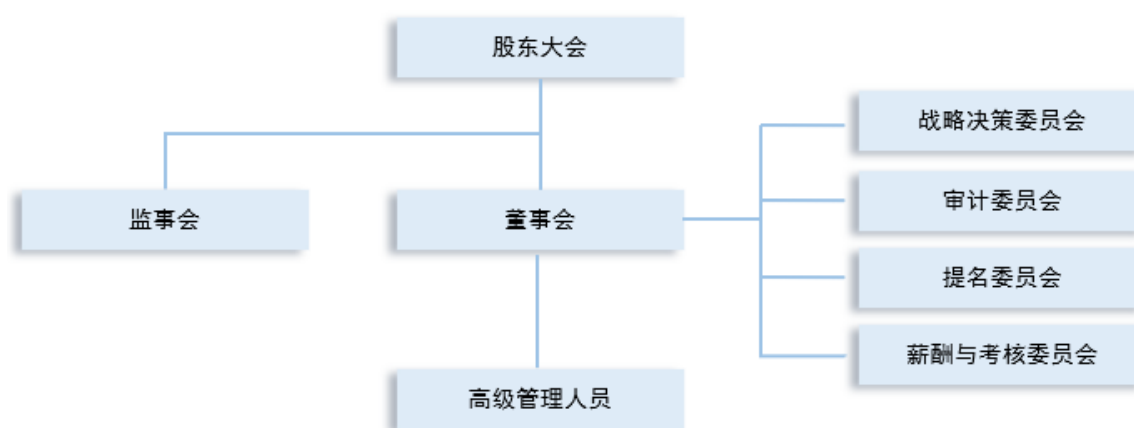 股东大会
战略决策委员会
审计委员会
监事会
董事会
提名委员会
薪酬与考核委员会
高级管理人员